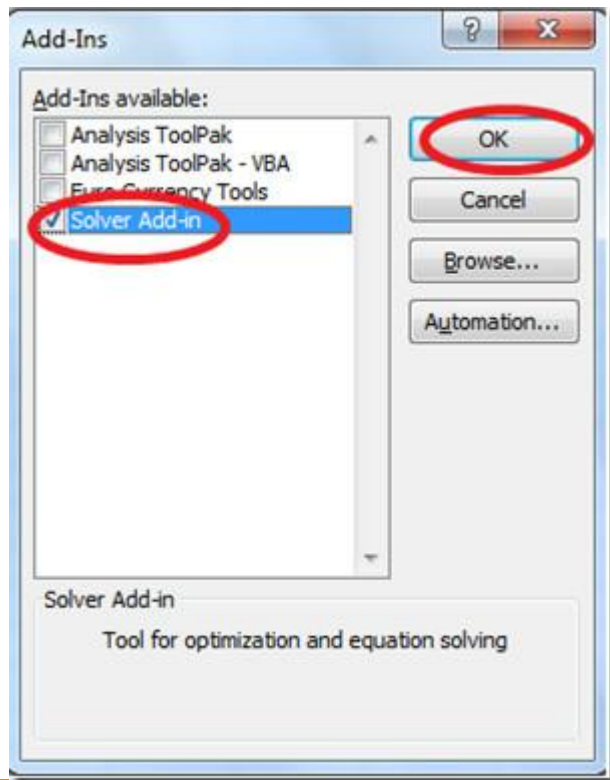 Add-Ins
Add-Ins available:
Analysis ToolPak
Analysis ToolPak - VBA
Euro Currency Tools
Solver Add-in
OK
Cancel
Browse...
Automation...
Solver Add-in
Tool for optimization and equation solving